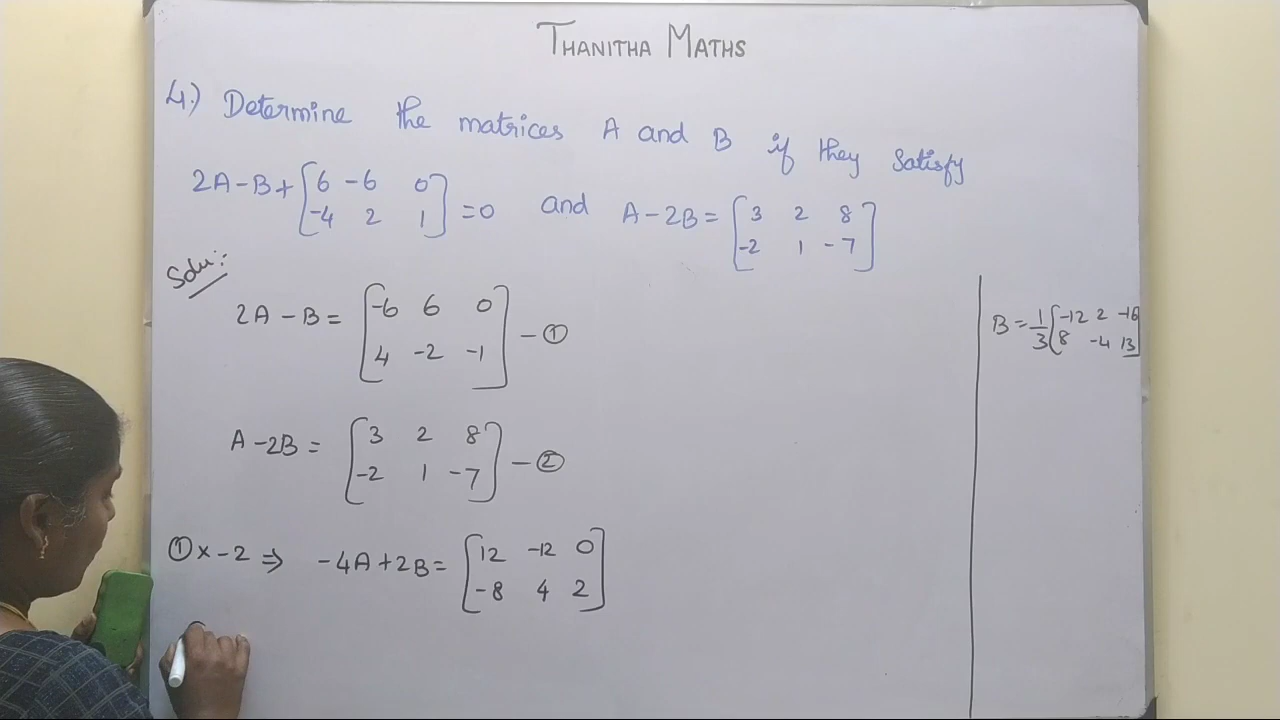 THANITHA MATHS
4.) Determine the matrices A and B if they satisfy
2A-B+[6 -6 0
-4 2 1]=0 and A-2B=[3 2 8
-2 1 -7]
Solu:-
2A-B=[-6 6 0
4 -2 -1] -①
A-2B=[3 2 8
-2 1 -7] -②
①x-2⇒ -4A+2B=[12 -12 0
-8 4 2]
B=1/3[-12 2 -16
8 -4 13]